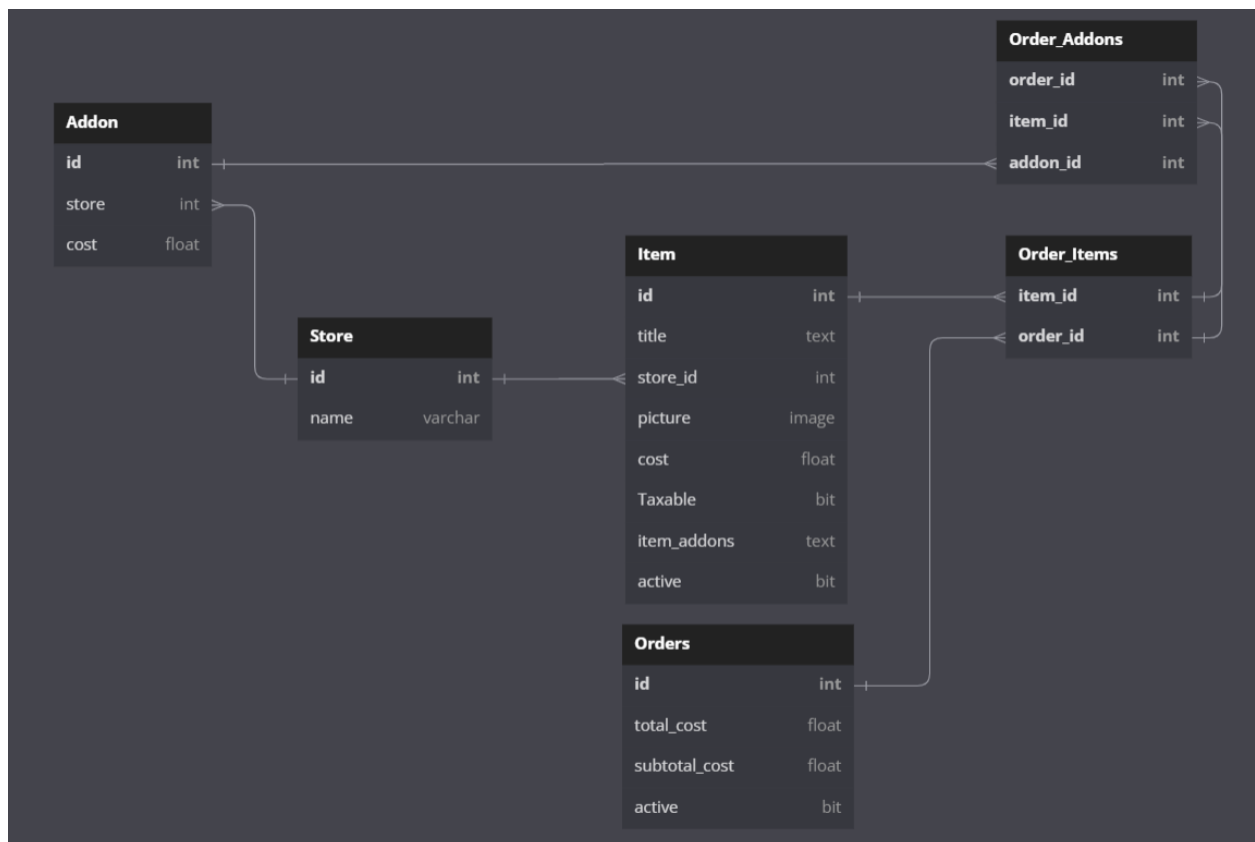 Order_Addons
order_id int
item_id int
addon_id int
Addon
id int
store int
cost float
Item
id int
title text
store_id int
picture image
cost float
Taxable bit
item_addons text
active bit
Order_Items
item_id int
order_id int
Store
id int
name varchar
Orders
id int
total_cost float
subtotal_cost float
active bit